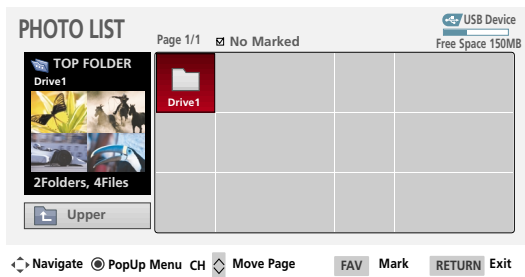 PHOTO LIST
Page 1/1 No Marked
USB Device
Free Space 150MB
TOP FOLDER
Drive1
Drive1
2Folders, 4Files
Upper
Navigate PopUp Menu CH Move Page FAV Mark RETURN Exit